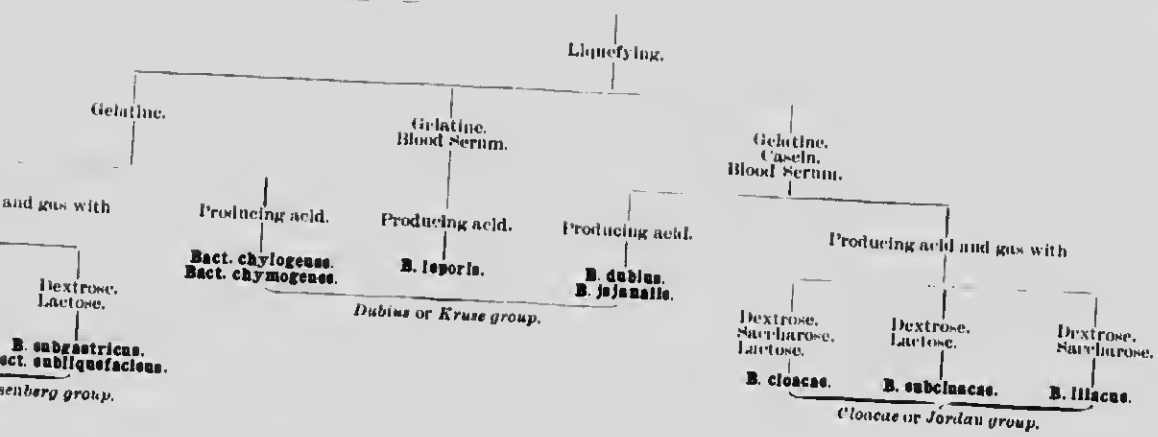 Liquefying.
Gelatine.
Gelatine.
Blood Serum.
Gelatine.
Casein.
Blood Serum.
and gas with
Producing acid.
Producing acid.
Producing acid.
Producing acid and gas with
Bact. chylogenes.
Bact. chymogenes.
B. leporis.
B. dubius.
B. jejunalis.
Dubius or Kruse group.
Dextrose.
Lactose.
B. subgastricus.
act. subliquefaciens.
senberg group.
Dextrose.
Saccharose.
Lactose.
Dextrose.
Lactose.
Dextrose.
Saccharose.
B. cloacae.
B. subcloacae.
B. iliacus.
Cloacae or Jordan group.